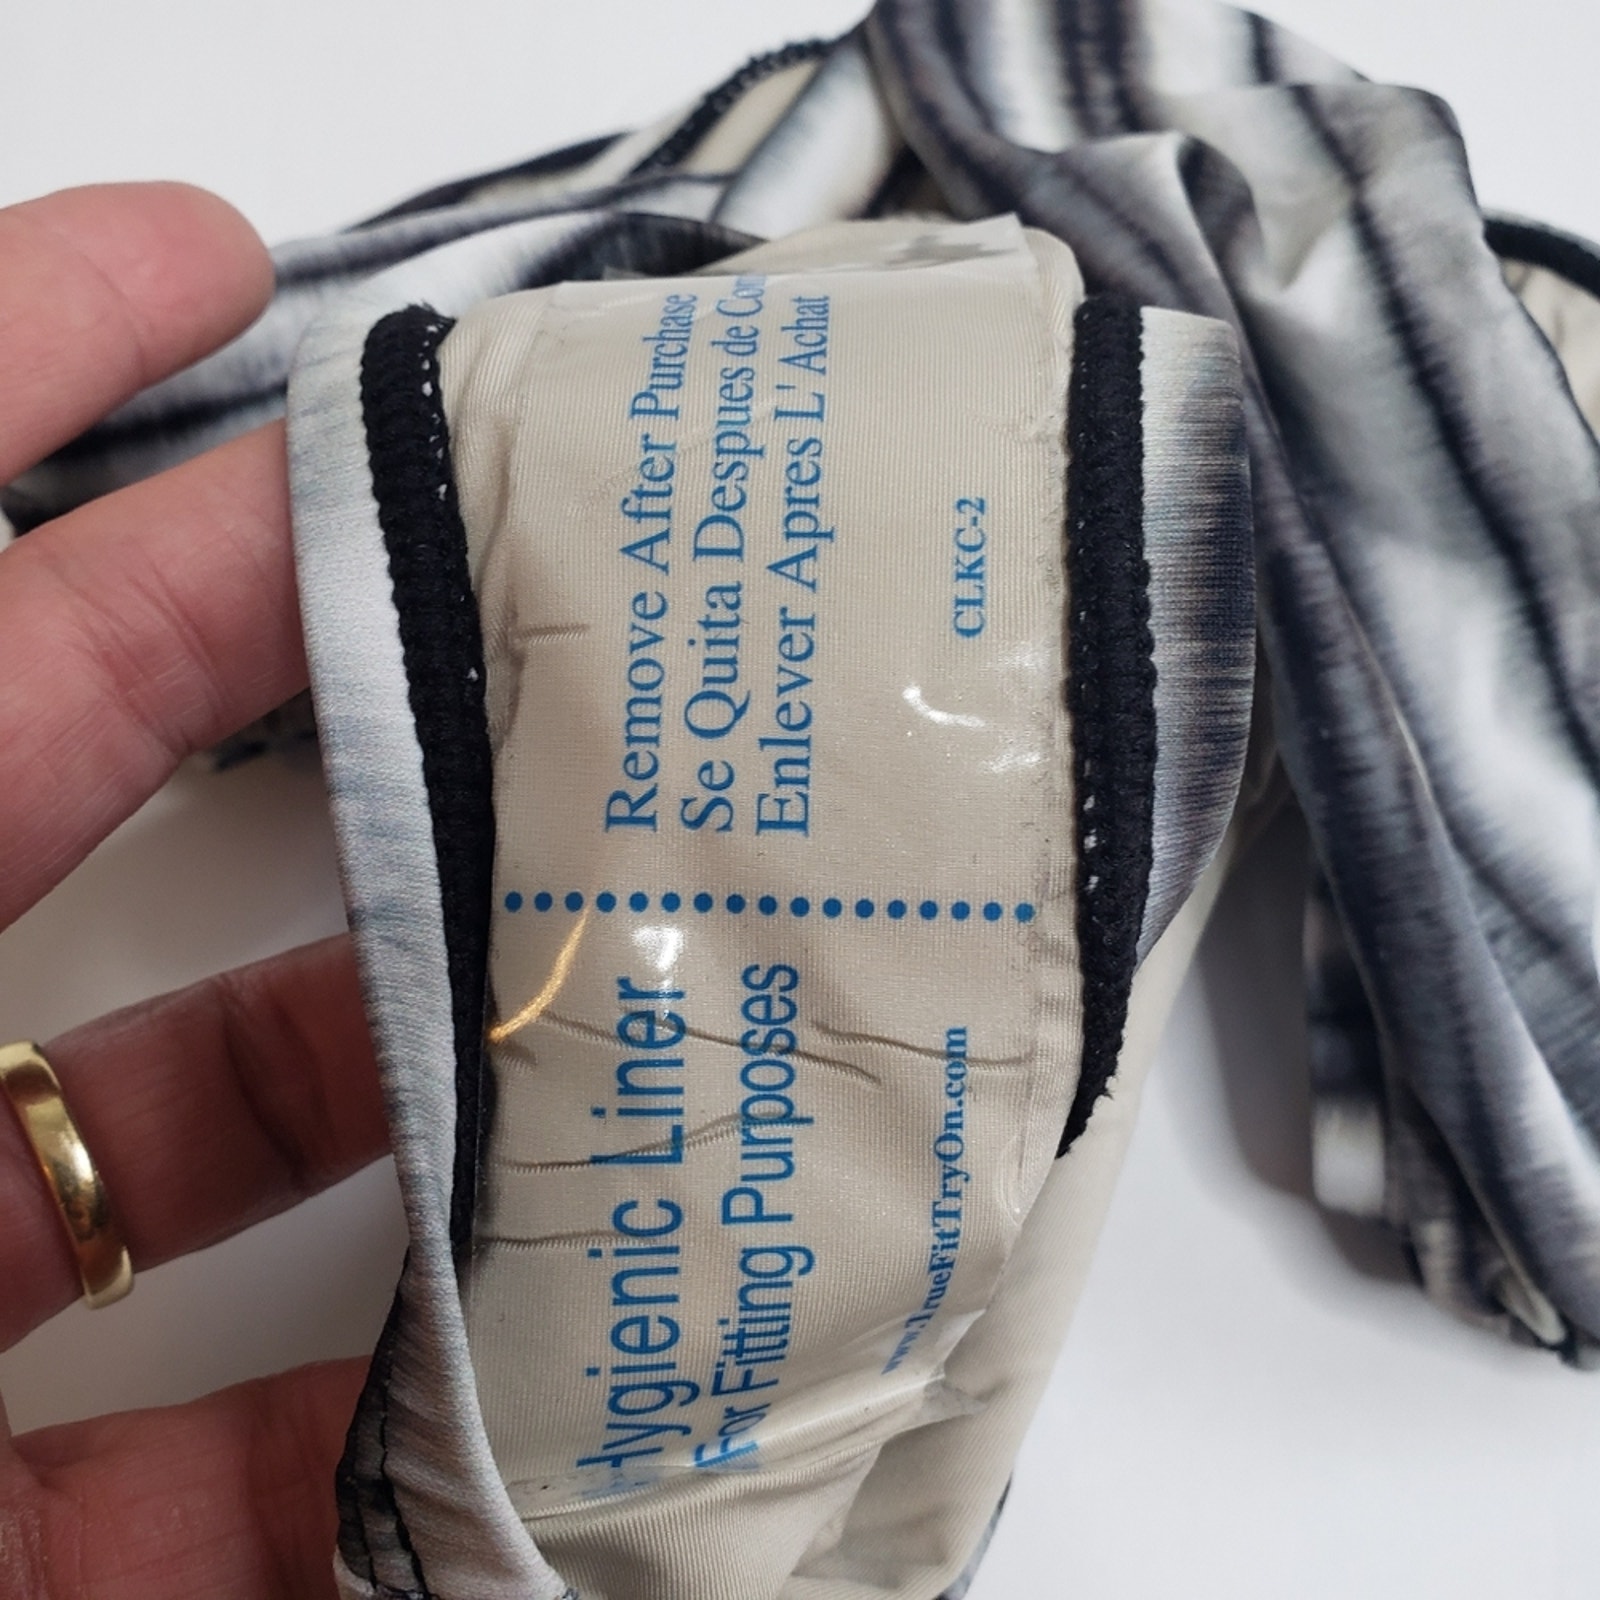 Remove After Purchase
Se Quita Despues de
Enlever Apres L'Achat
CLKC-2
Hygienic Liner
For Fitting Purposes
www.TrueFitTryOn.com